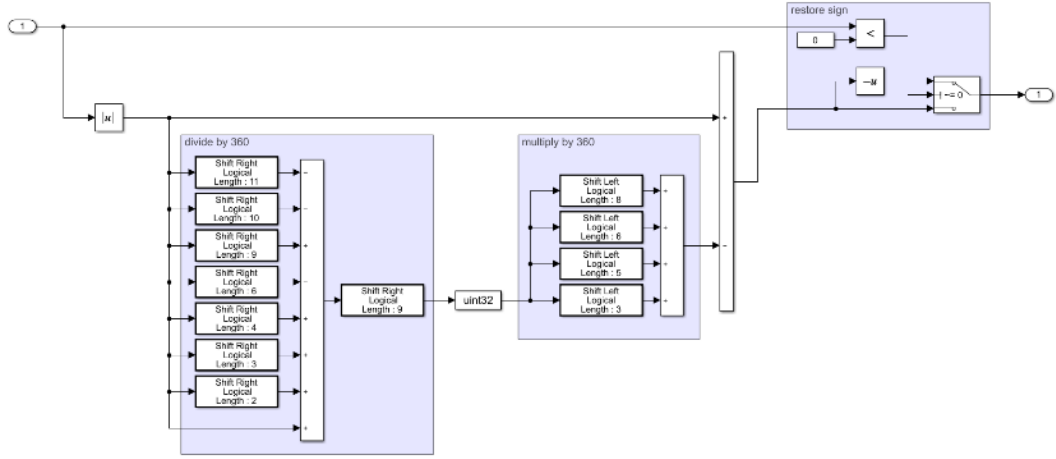 restore sign
1
<
0
-u
~= 0
1
|u|
+
-
divide by 360
Shift Right
Logical
Length : 11
-
Shift Right
Logical
Length : 10
-
Shift Right
Logical
Length : 9
+
Shift Right
Logical
Length : 6
-
Shift Right
Logical
Length : 4
+
Shift Right
Logical
Length : 3
+
Shift Right
Logical
Length : 2
+
+
Shift Right
Logical
Length : 9
uint32
multiply by 360
Shift Left
Logical
Length : 8
+
Shift Left
Logical
Length : 6
+
Shift Left
Logical
Length : 5
+
Shift Left
Logical
Length : 3
+